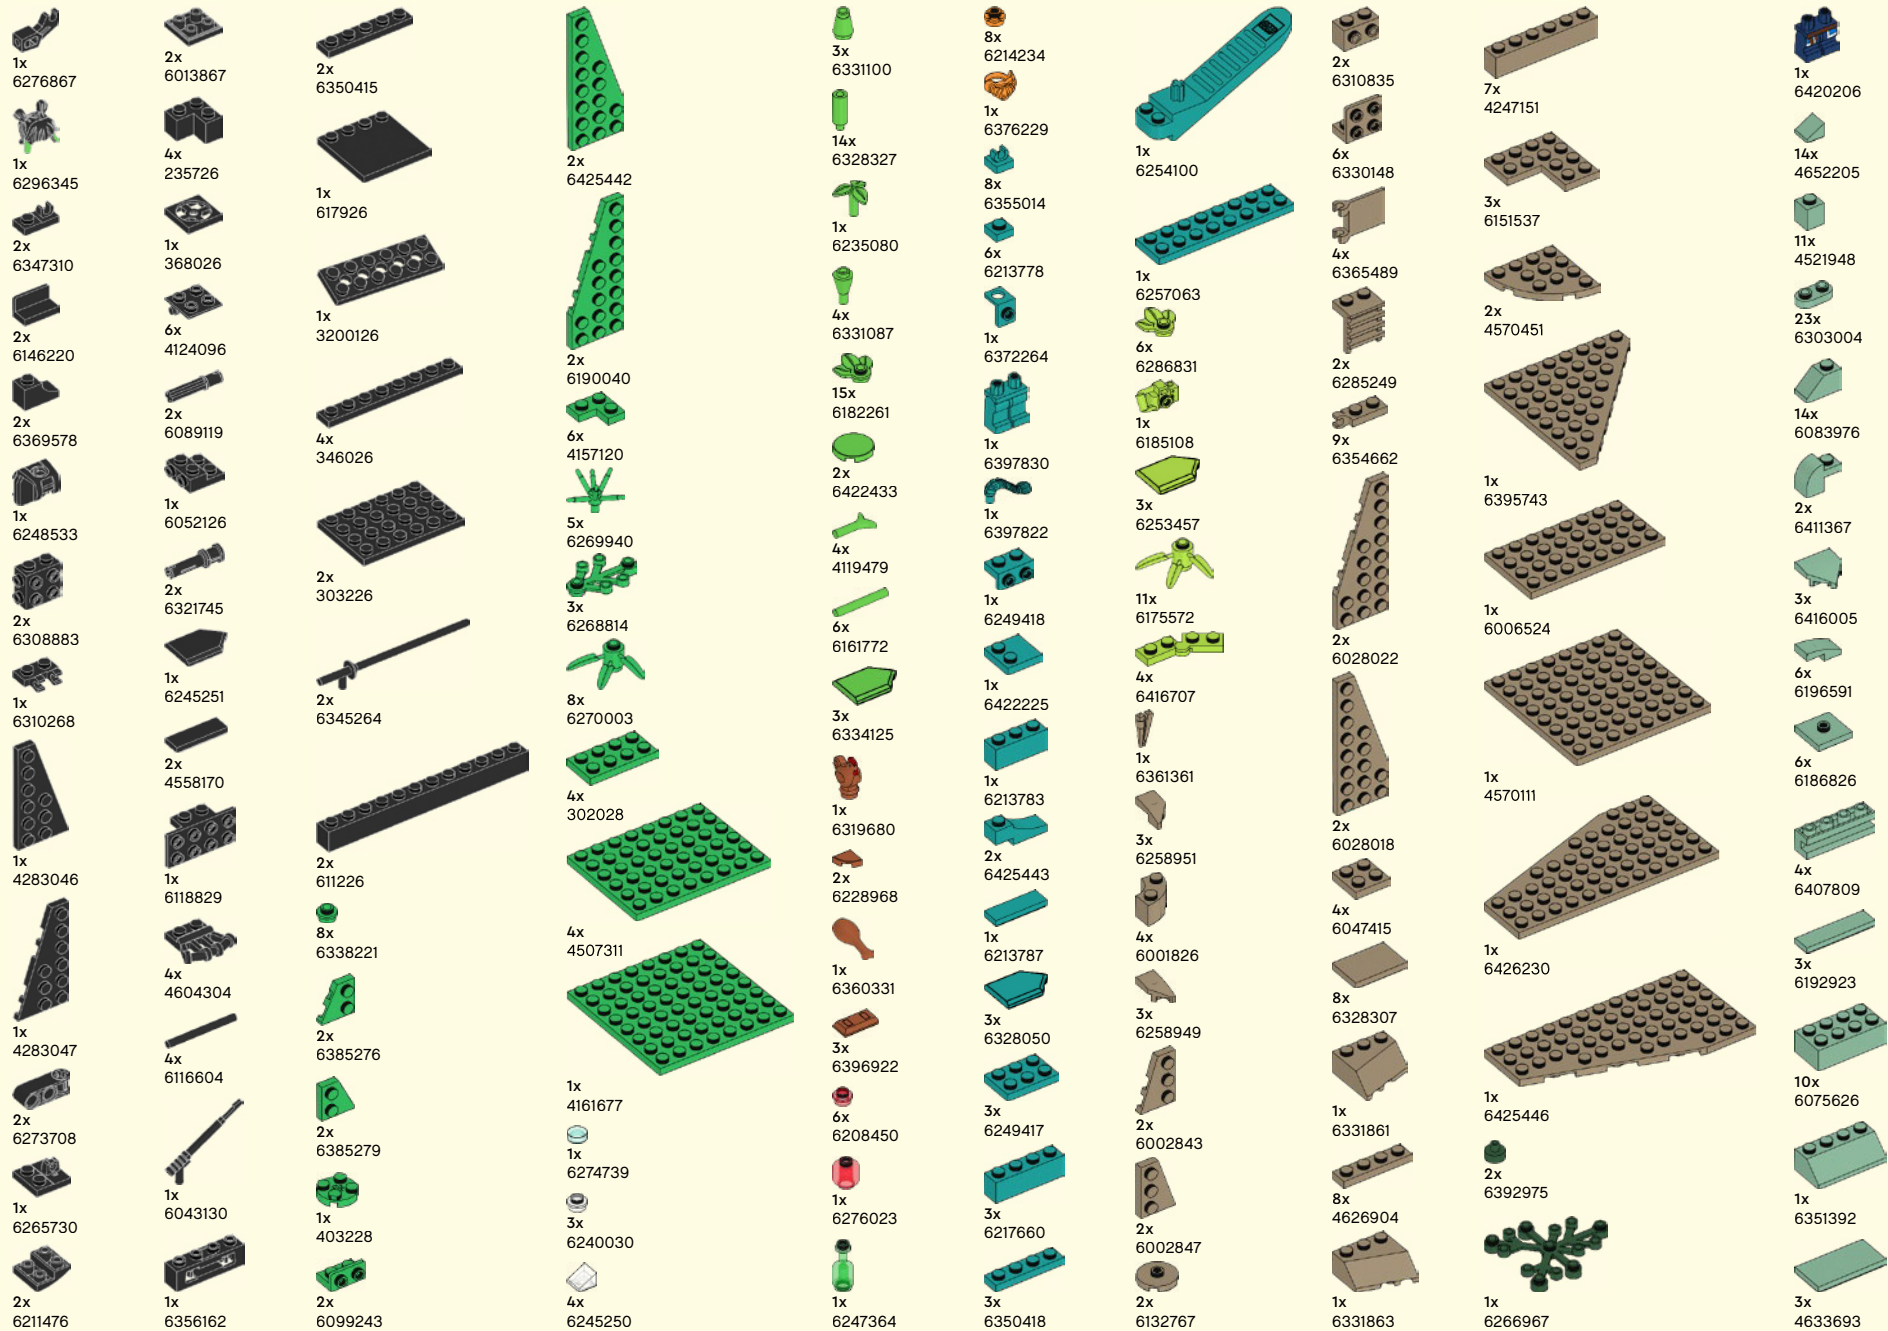 1x
6276867
1x
6296345
2x
6347310
2x
6146220
2x
6369578
1x
6248533
2x
6308883
1x
6310268
1x
4283046
1x
4283047
2x
6273708
1x
6265730
2x
6211476
2x
6013867
4x
235726
1x
368026
6x
4124096
2x
6089119
1x
6052126
2x
6321745
1x
6245251
2x
4558170
1x
6118829
4x
4604304
4x
6116604
1x
6043130
1x
6356162
2x
6350415
1x
617926
1x
3200126
4x
346026
2x
303226
2x
6345264
2x
611226
8x
6338221
2x
6385276
2x
6385279
1x
403228
2x
6099243
2x
6425442
2x
6190040
6x
4157120
5x
6269940
3x
6268814
8x
6270003
4x
302028
4x
4507311
1x
4161677
1x
6274739
3x
6240030
4x
6245250
3x
6331100
14x
6328327
1x
6235080
4x
6331087
15x
6182261
2x
6422433
4x
4119479
6x
6161772
3x
6334125
1x
6319680
2x
6228968
1x
6360331
3x
6396922
6x
6208450
1x
6276023
1x
6247364
8x
6214234
1x
6376229
8x
6355014
6x
6213778
1x
6372264
1x
6397830
1x
6397822
1x
6249418
1x
6422225
1x
6213783
2x
6425443
1x
6213787
3x
6328050
3x
6249417
3x
6217660
3x
6350418
1x
6254100
1x
6257063
6x
6286831
1x
6185108
3x
6253457
11x
6175572
4x
6416707
1x
6361361
3x
6258951
4x
6001826
3x
6258949
2x
6002843
2x
6002847
2x
6132767
2x
6310835
6x
6330148
4x
6365489
2x
6285249
9x
6354662
2x
6028022
2x
6028018
4x
6047415
8x
6328307
1x
6331861
8x
4626904
1x
6331863
7x
4247151
3x
6151537
2x
4570451
1x
6395743
1x
6006524
1x
4570111
1x
6426230
1x
6425446
2x
6392975
1x
6266967
1x
6420206
14x
4652205
11x
4521948
23x
6303004
14x
6083976
2x
6411367
3x
6416005
6x
6196591
6x
6186826
4x
6407809
3x
6192923
10x
6075626
1x
6351392
3x
4633693